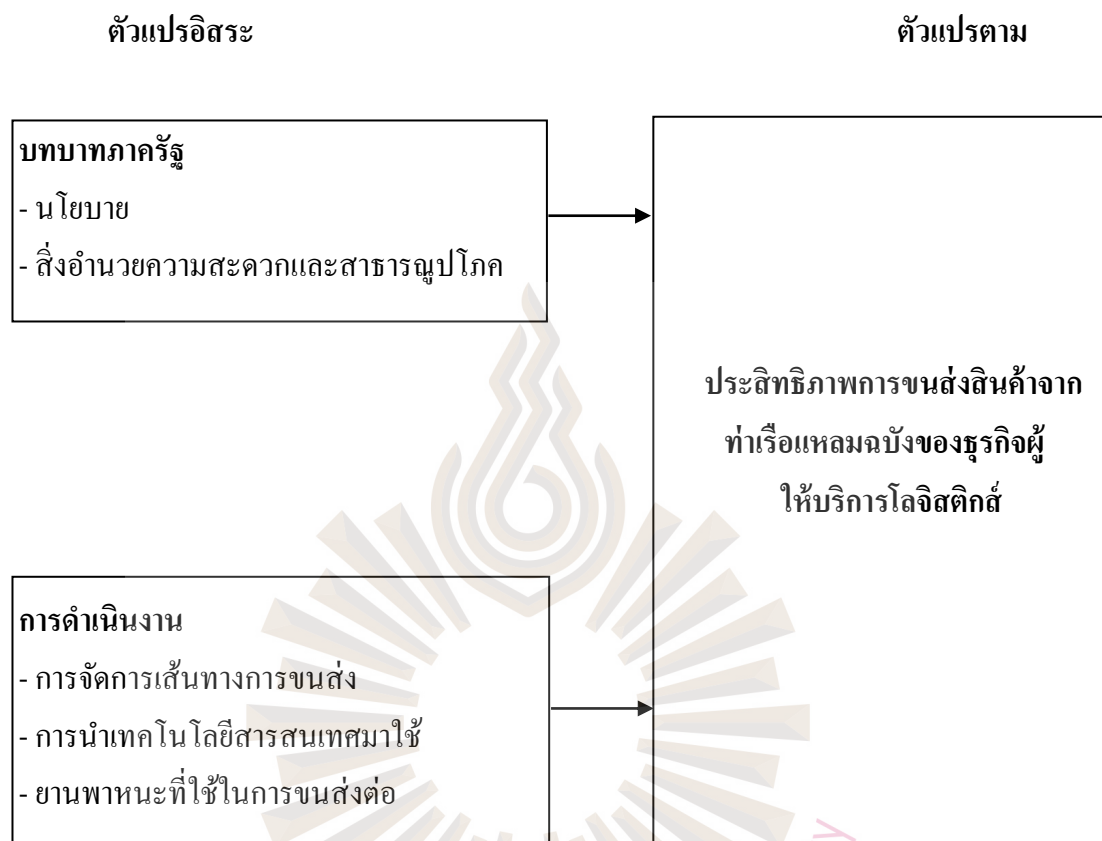 ตัวแปรอิสระ
ตัวแปรตาม
บทบาทภาครัฐ
- นโยบาย
- สิ่งอำนวยความสะดวกและสาธารณูปโภค
ประสิทธิภาพการขนส่งสินค้าจาก
ท่าเรือแหลมฉบังของธุรกิจผู้
ให้บริการโลจิสติกส์
การดำเนินงาน
- การจัดการเส้นทางการขนส่ง
- การนำเทคโนโลยีสารสนเทศมาใช้
- ยานพาหนะที่ใช้ในการขนส่งต่อ